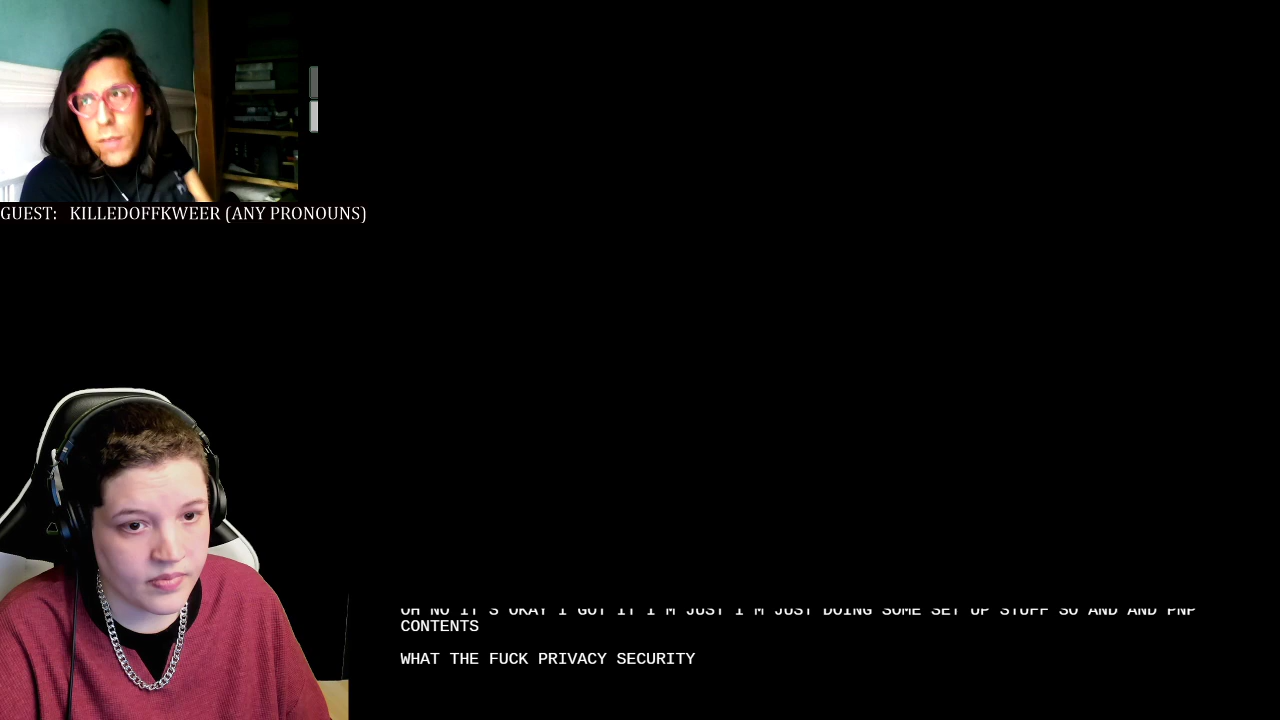 GUEST: KILLEDOFFKWEER (ANY PRONOUNS)
OH NO IT S OKAY I GOT IT I M JUST I M JUST DOING SOME SET UP STUFF SO AND AND PNP
CONTENTS
WHAT THE FUCK PRIVACY SECURITY